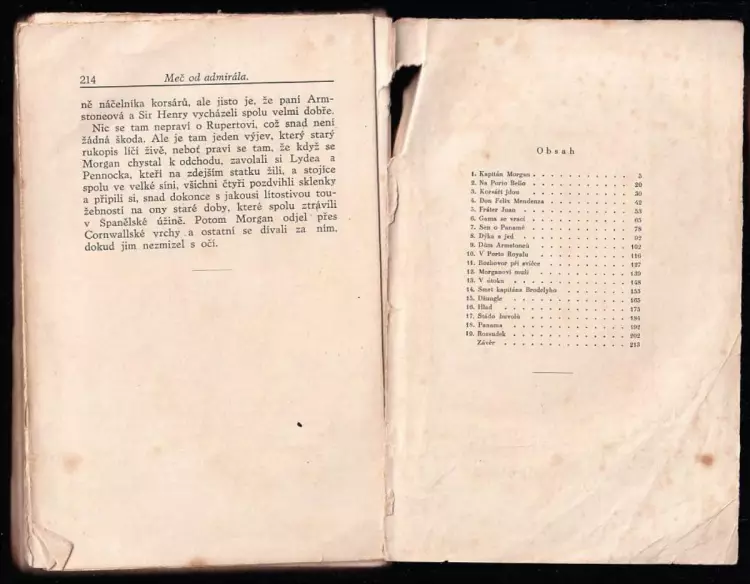 214 Meč od admirála.
ně náčelníka korsárů, ale jisto je, že paní Arm-
stoneová a Sir Henry vycházeli spolu velmi dobře.
Nic se tam nepraví o Rupertovi, což snad není
žádná škoda. Ale je tam jeden výjev, který starý
rukopis líčí živě, neboť praví se tam, že když se
Morgan chystal k odchodu, zavolali si Lydea a
Pennocka, kteří na zdejším statku žili, a stojíce
spolu ve velké síni, všichni čtyři pozdvihli sklenky
a připili si, snad dokonce s jakousi lítostivou tou-
žebností na ony staré doby, které spolu ztrávili
v Španělské úžině. Potom Morgan odjel přes
Cornwallské vrchy a ostatní se dívali za ním,
dokud jim nezmizel s očí.
Obsah
1. Kapitán Morgan . . . . . . . . . . . . 5
2. Na Porto Bello . . . . . . . . . . . . 20
3. Korsáři jdou . . . . . . . . . . . . 30
4. Don Felix Mendenza . . . . . . . . . . . . 42
5. Fráter Joan . . . . . . . . . . . . 53
6. Gama se vrací . . . . . . . . . . . . 65
7. Sen o Panamě . . . . . . . . . . . . 78
8. Dýka a jed . . . . . . . . . . . . 92
9. Dům Armstonců . . . . . . . . . . . . 102
10. V Porto Royalu . . . . . . . . . . . . 116
11. Rozhovor při svíčce . . . . . . . . . . . . 127
12. Morganovi muži . . . . . . . . . . . . 139
13. V útoku . . . . . . . . . . . . 148
14. Smrt kapitána Brodelyho . . . . . . . . . . . . 153
15. Džungle . . . . . . . . . . . . 165
16. Hlad . . . . . . . . . . . . 175
17. Stádo buvolů . . . . . . . . . . . . 184
18. Panama . . . . . . . . . . . . 192
19. Rozsudek . . . . . . . . . . . . 202
Závěr . . . . . . . . . . . . 213